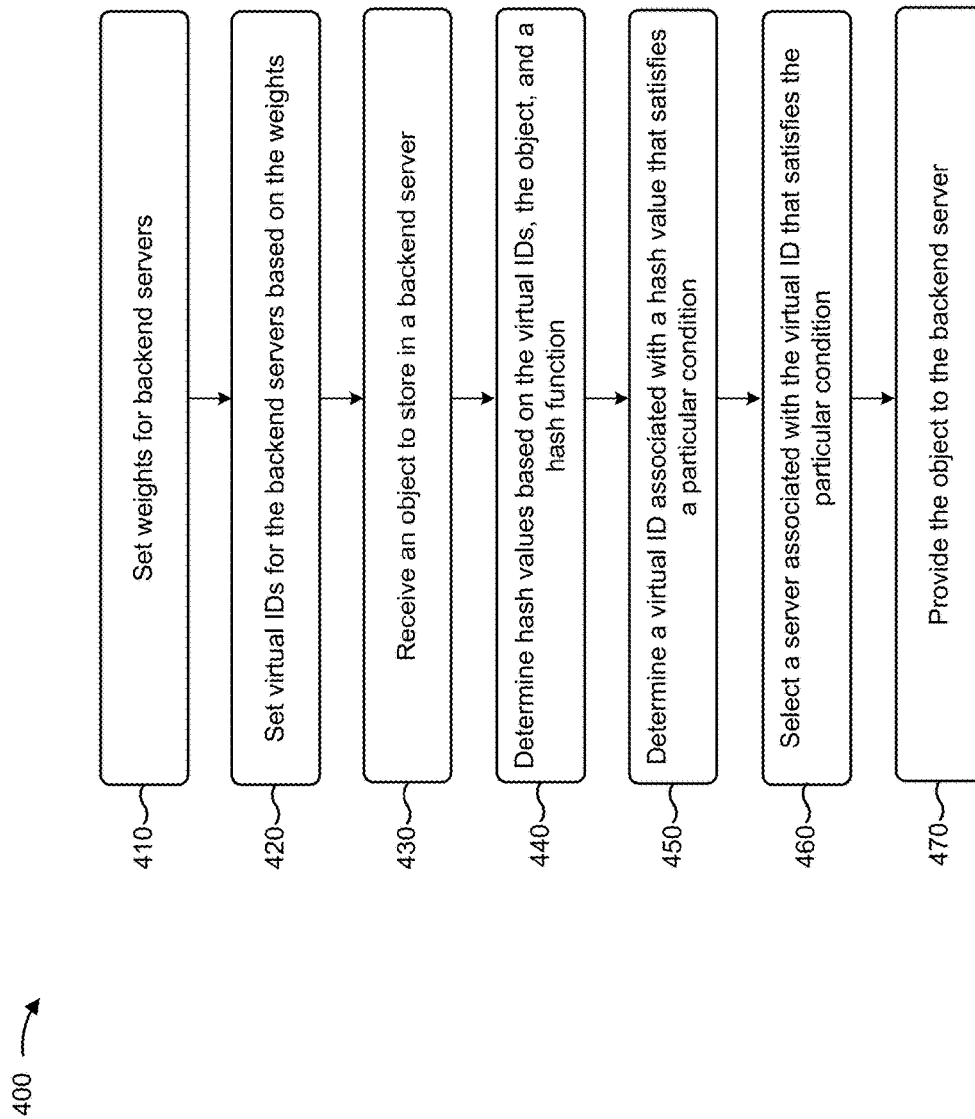 400
410
Set weights for backend servers
420
Set virtual IDs for the backend servers based on the weights
430
Receive an object to store in a backend server
440
Determine hash values based on the virtual IDs, the object, and a
hash function
450
Determine a virtual ID associated with a hash value that satisfies
a particular condition
460
Select a server associated with the virtual ID that satisfies the
particular condition
470
Provide the object to the backend server